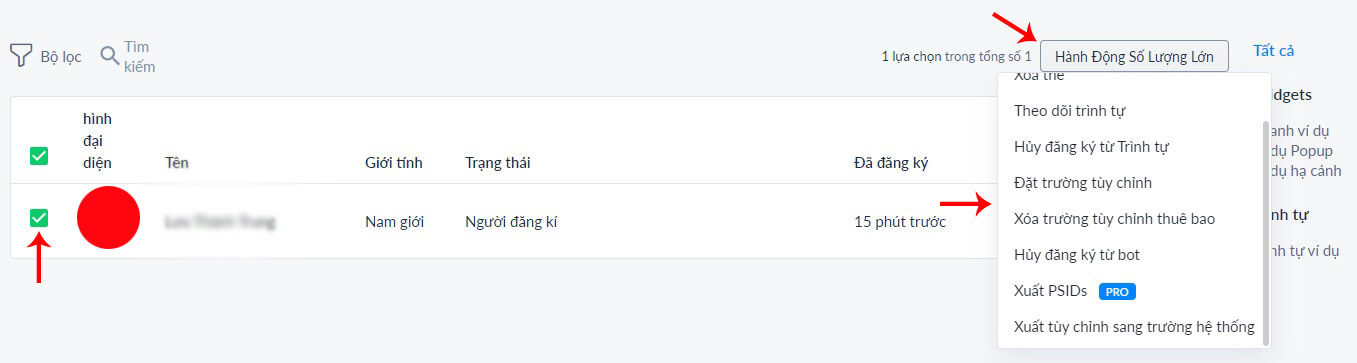 Bộ lọc
Tìm
kiếm
1 lựa chọn trong tổng số 1
Hành Động Số Lượng Lớn
Tất cả
Xóa thẻ
Theo dõi trình tự
Hủy đăng ký từ Trình tự
Đặt trường tùy chỉnh
Xóa trường tùy chỉnh thuê bao
Hủy đăng ký từ bot
Xuất PSIDs PRO
Xuất tùy chỉnh sang trường hệ thống
idgets
anh ví dụ
dụ Popup
dụ hạ cánh
nh tự
nh tự ví dụ
hình
đại
diện
Tên
Giới tính
Trạng thái
Đã đăng ký
Nam giới
Người đăng kí
15 phút trước